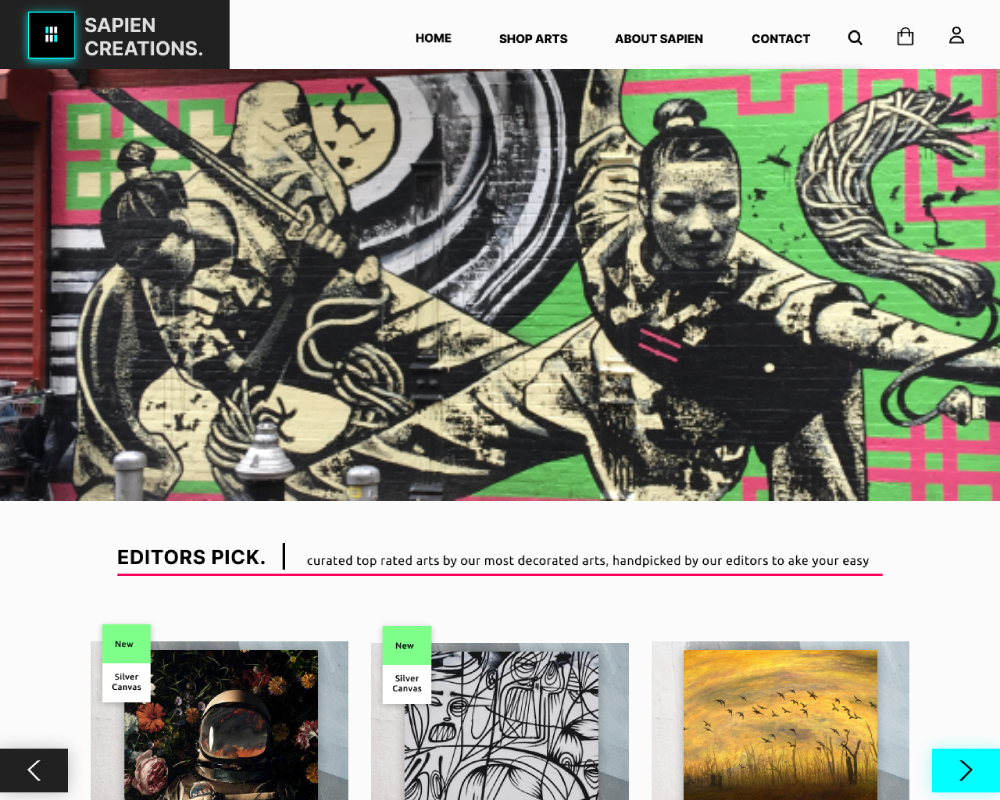 SAPIEN
CREATIONS.
HOME
SHOP ARTS
ABOUT SAPIEN
CONTACT
EDITORS PICK.
curated top rated arts by our most decorated arts, handpicked by our editors to ake your easy
New
Silver
Canvas
New
Silver
Canvas